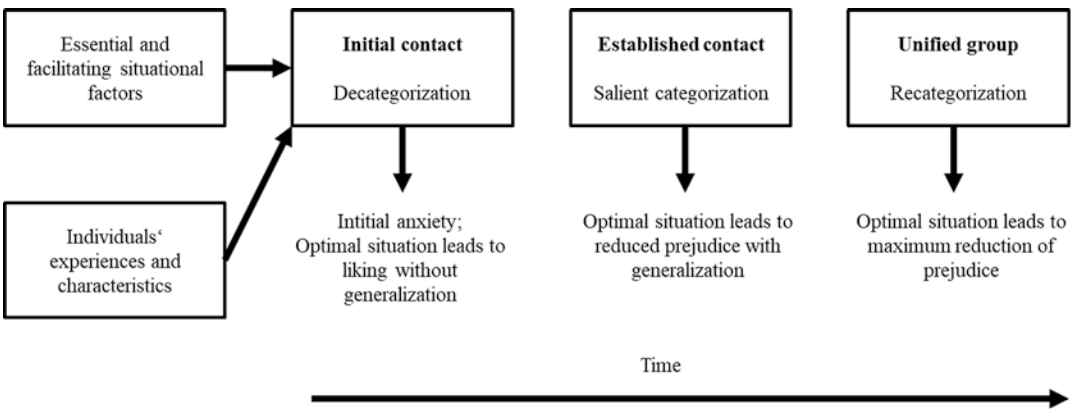 Essential and
facilitating situational
factors
Initial contact
Decategorization
Established contact
Salient categorization
Unified group
Recategorization
Individuals‘
experiences and
characteristics
Intitial anxiety;
Optimal situation leads to
liking without
generalization
Optimal situation leads to
reduced prejudice with
generalization
Optimal situation leads to
maximum reduction of
prejudice
Time